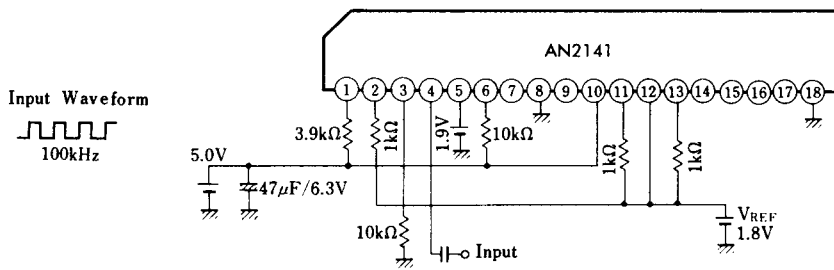 AN2141
1 2 3 4 5 6 7 8 9 10 11 12 13 14 15 16 17 18
Input Waveform
100kHz
3.9kΩ
1kΩ
1.9V
10kΩ
1kΩ
1kΩ
5.0V
47μF/6.3V
10kΩ
Input
VREF
1.8V